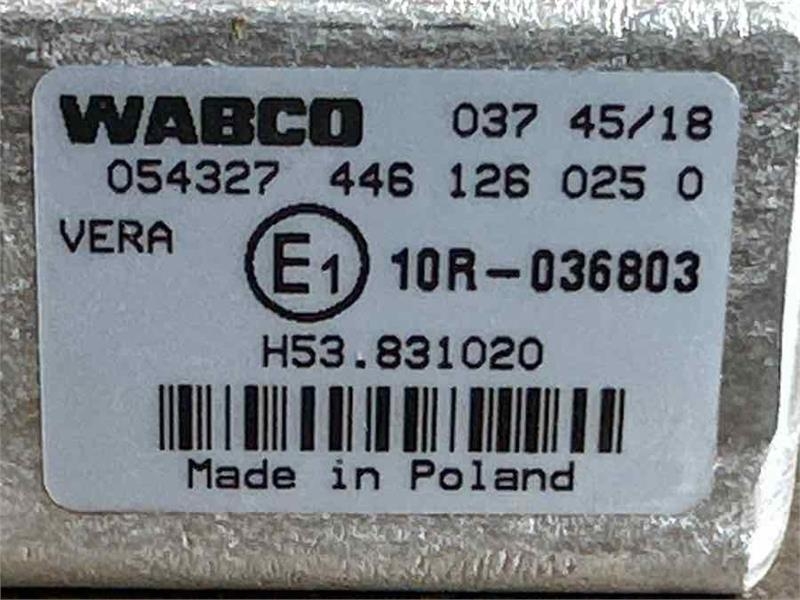 WABCO 037 45/18
054327 446 126 025 0
VERA E1 10R-036803
H53.831020
Made in Poland